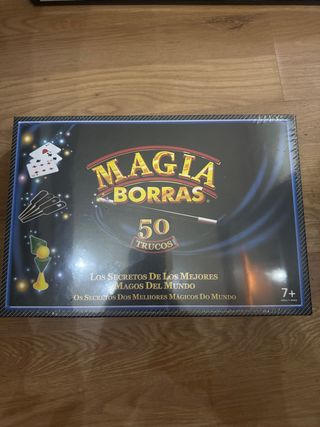 MAGIA
BORRAS
50
TRUCOS
LOS SECRETOS DE LOS MEJORES
MAGOS DEL MUNDO
OS SECRETOS DOS MELHORES MÁGICOS DO MUNDO
7+